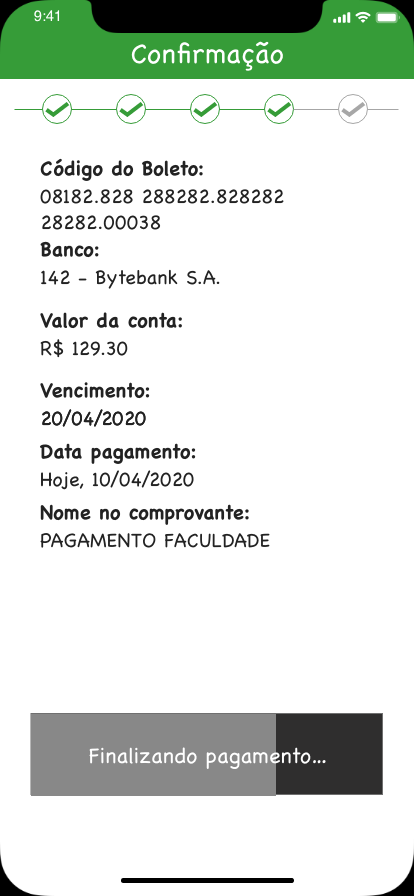 9:41
Confirmação
Código do Boleto:
08182.828 288282.828282
28282.00038
Banco:
142 - Bytebank S.A.
Valor da conta:
R$ 129.30
Vencimento:
20/04/2020
Data pagamento:
Hoje, 10/04/2020
Nome no comprovante:
PAGAMENTO FACULDADE
Finalizando pagamento...